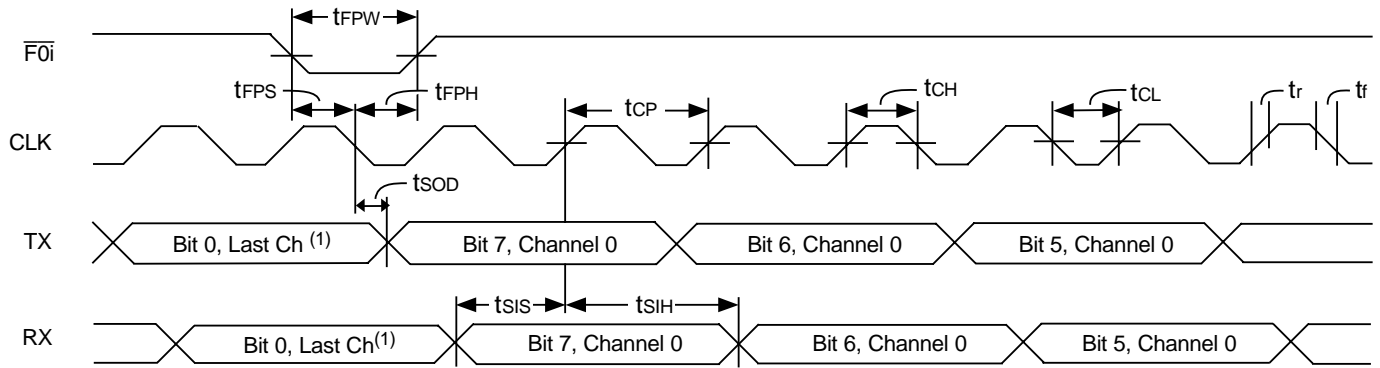 tFPW
F0i
tFPS
tFPH
tCP
tCH
tCL
tr
tf
CLK
tSOD
TX
Bit 0, Last Ch (1)
Bit 7, Channel 0
Bit 6, Channel 0
Bit 5, Channel 0
tSIS
tSIH
RX
Bit 0, Last Ch(1)
Bit 7, Channel 0
Bit 6, Channel 0
Bit 5, Channel 0